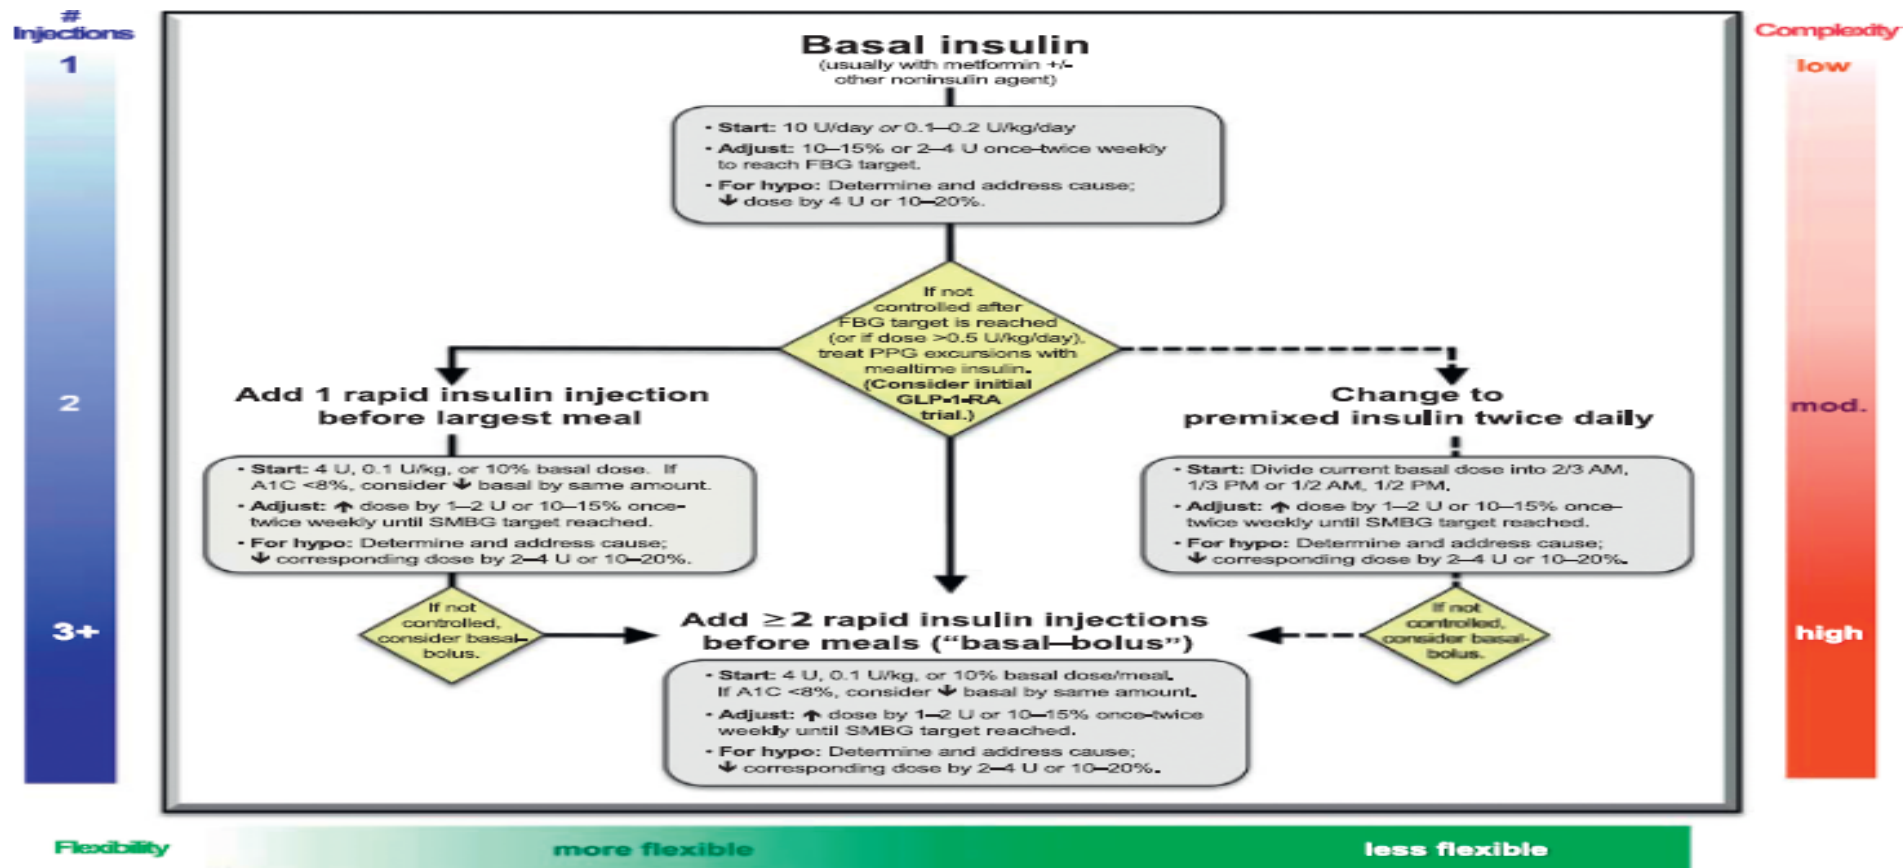 #
Injections
1
2
3+
Complexity
low
mod.
high
Basal insulin
(usually with metformin +/-
other noninsulin agent)
• Start: 10 U/day or 0.1–0.2 U/kg/day
• Adjust: 10–15% or 2–4 U once-twice weekly
to reach FBG target.
• For hypo: Determine and address cause;
↓ dose by 4 U or 10–20%.
If not
controlled after
FBG target is reached
(or if dose >0.5 U/kg/day),
treat PPG excursions with
mealtime insulin.
(Consider initial
GLP-1-RA
trial.)
Add 1 rapid insulin injection
before largest meal
• Start: 4 U, 0.1 U/kg, or 10% basal dose. If
A1C <8%, consider ↓ basal by same amount.
• Adjust: ↑ dose by 1–2 U or 10–15% once-
twice weekly until SMBG target reached.
• For hypo: Determine and address cause;
↓ corresponding dose by 2–4 U or 10–20%.
If not
controlled,
consider basal-
bolus.
Change to
premixed insulin twice daily
• Start: Divide current basal dose into 2/3 AM,
1/3 PM or 1/2 AM, 1/2 PM.
• Adjust: ↑ dose by 1–2 U or 10–15% once-
twice weekly until SMBG target reached.
• For hypo: Determine and address cause;
↓ corresponding dose by 2–4 U or 10–20%.
If not
controlled,
consider basal-
bolus.
Add ≥2 rapid insulin injections
before meals (“basal–bolus”)
• Start: 4 U, 0.1 U/kg, or 10% basal dose/meal.
If A1C <8%, consider ↓ basal by same amount.
• Adjust: ↑ dose by 1–2 U or 10–15% once-twice
weekly until SMBG target reached.
• For hypo: Determine and address cause;
↓ corresponding dose by 2–4 U or 10–20%.
Flexibility
more flexible
less flexible